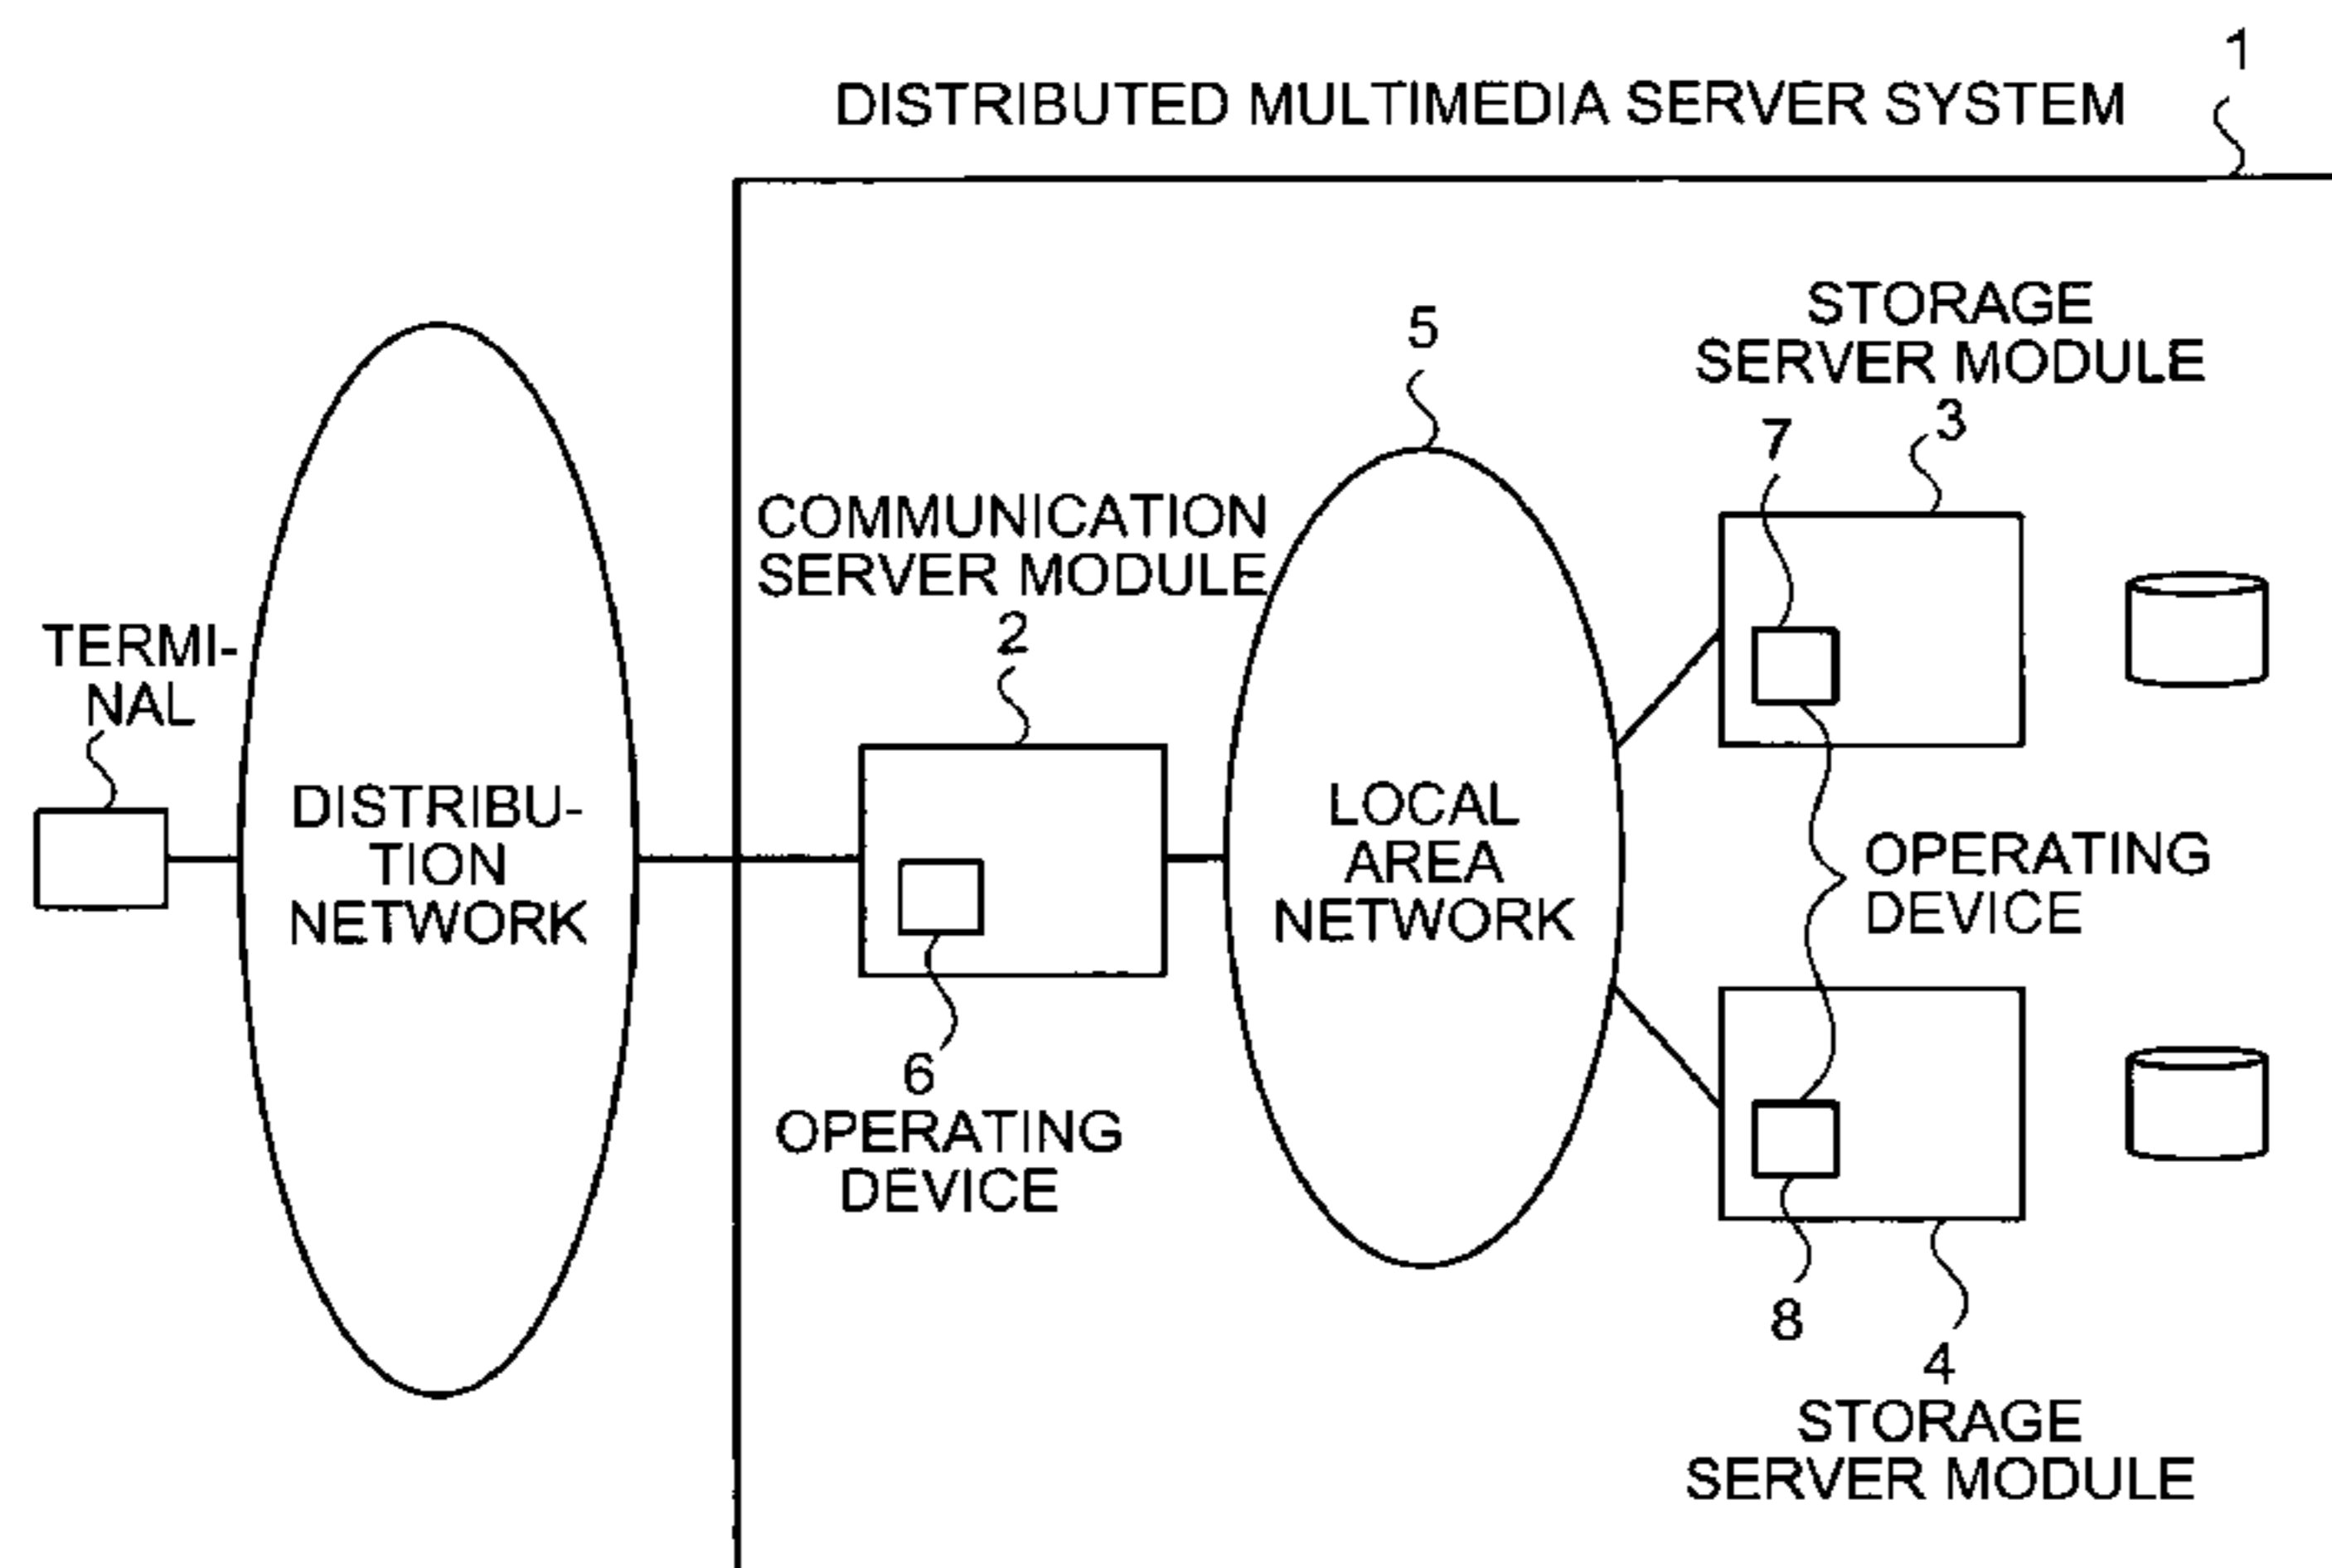 1
DISTRIBUTED MULTIMEDIA SERVER SYSTEM
STORAGE
SERVER MODULE
3
7
5
COMMUNICATION
SERVER MODULE
2
TERMI-
NAL
DISTRIBU-
TION
NETWORK
LOCAL
AREA
NETWORK
OPERATING
DEVICE
6
OPERATING
DEVICE
8
4
STORAGE
SERVER MODULE